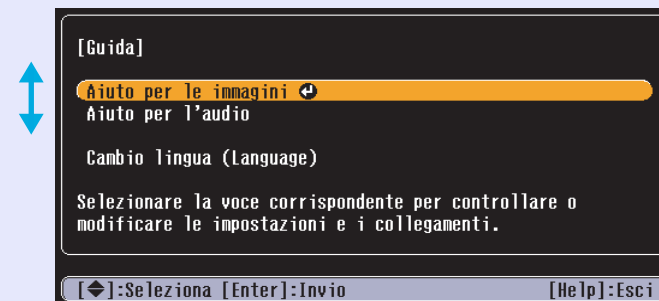 [Guida]
Aiuto per le immagini
Aiuto per l'audio
Cambio lingua (Language)
Selezionare la voce corrispondente per controllare o
modificare le impostazioni e i collegamenti.
[◆]:Seleziona [Enter]:Invio [Help]:Esci